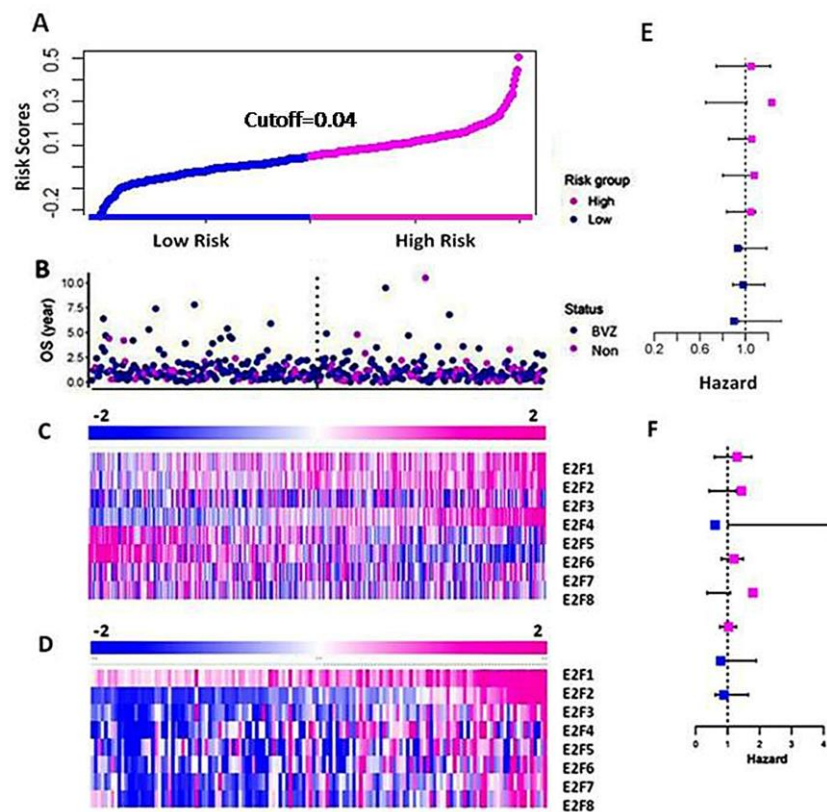 A
Risk Scores
0.5
0.3
0.1
-0.2
Cutoff=0.04
Low Risk
High Risk
Risk group
High
Low
B
OS (year)
10.0
7.5
5.0
2.5
0.0
Status
BVZ
Non
C
-2
2
E2F1
E2F2
E2F3
E2F4
E2F5
E2F6
E2F7
E2F8
D
-2
2
E2F1
E2F2
E2F3
E2F4
E2F5
E2F6
E2F7
E2F8
E
0.2
0.6
1.0
Hazard
F
0
1
2
3
4
Hazard